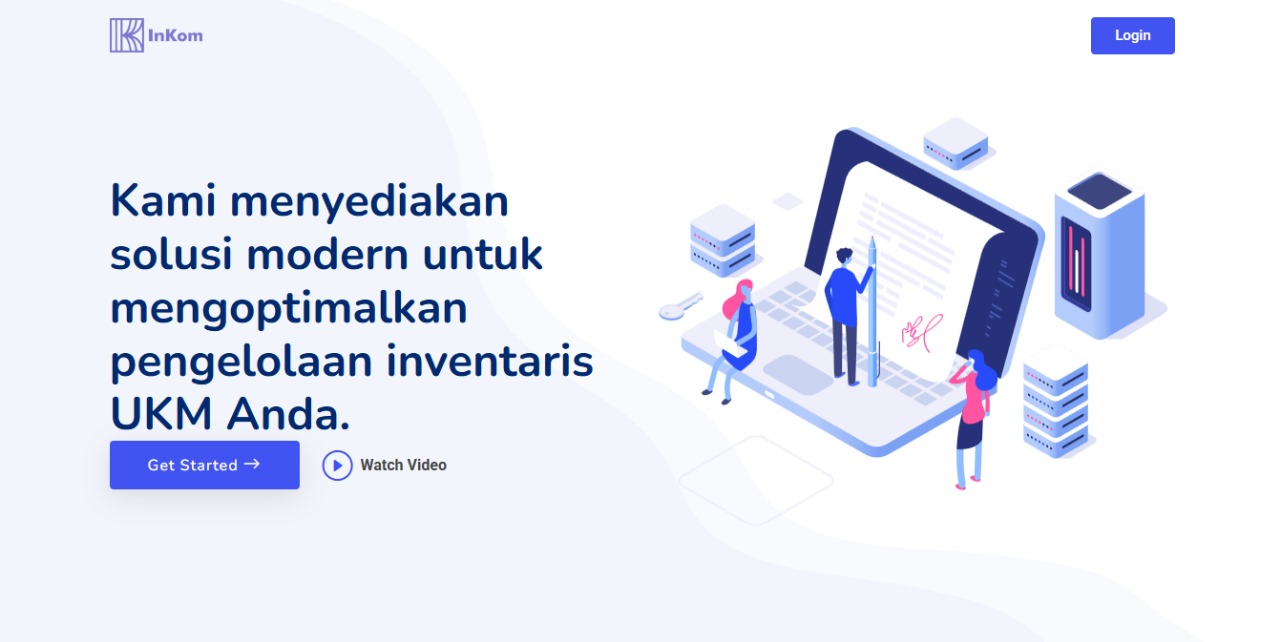 InKom
Login
Kami menyediakan
solusi modern untuk
mengoptimalkan
pengelolaan inventaris
UKM Anda.
Get Started →
Watch Video